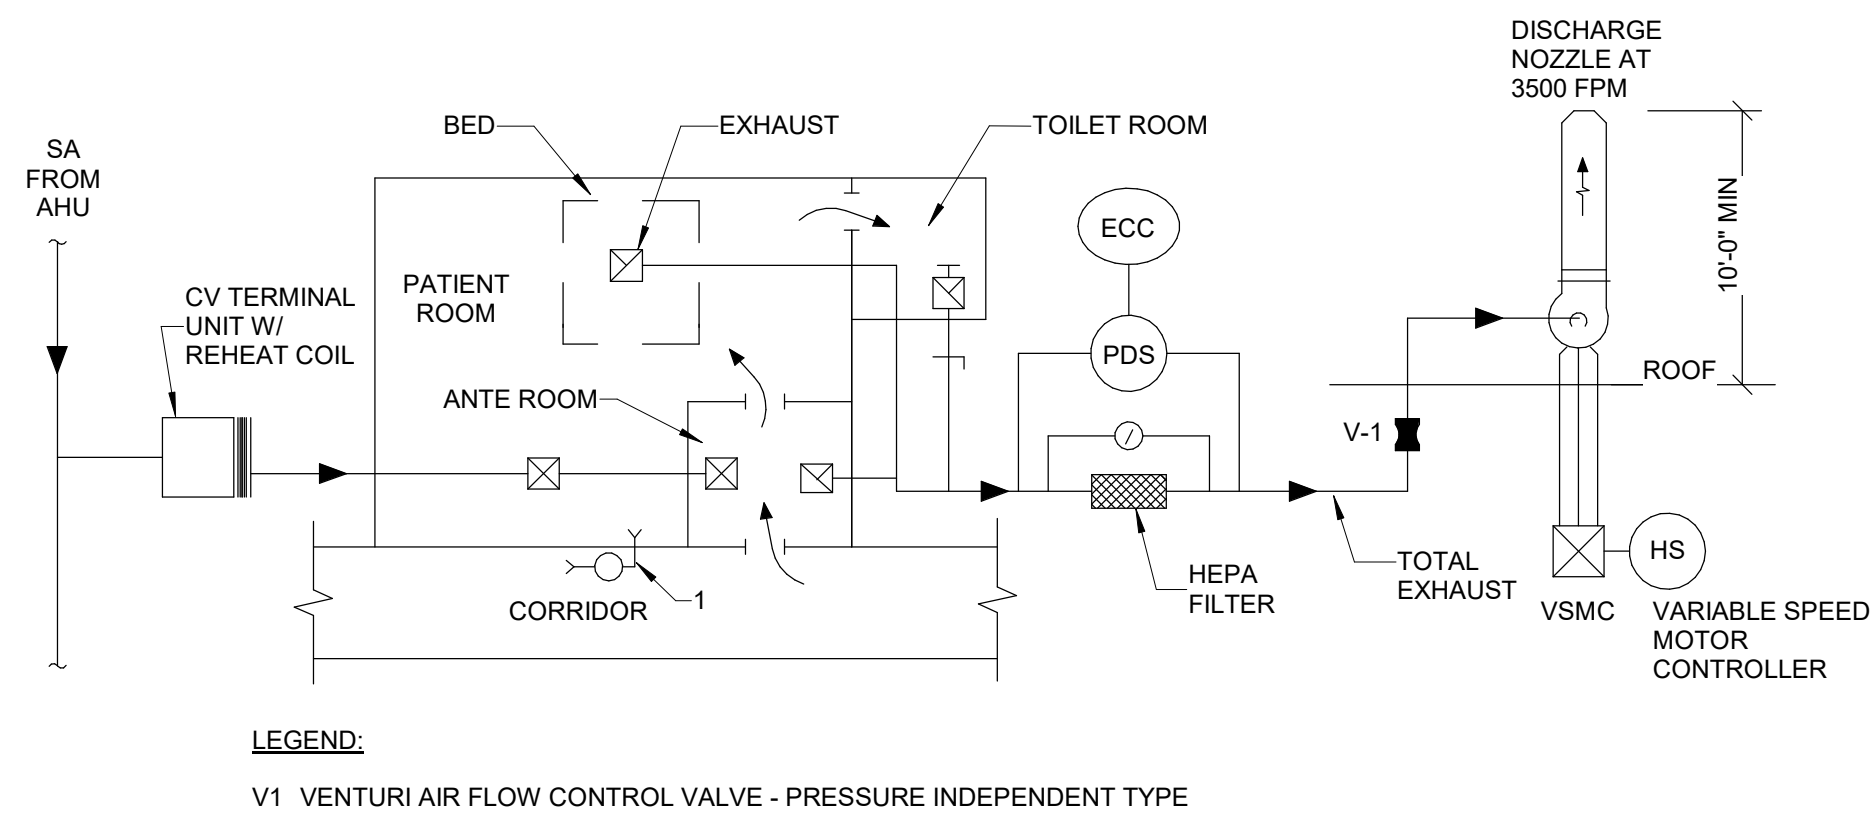 DISCHARGE
NOZZLE AT
3500 FPM
BED
EXHAUST
TOILET ROOM
SA
FROM
AHU
10'-0" MIN
ECC
CV TERMINAL
UNIT W/
REHEAT COIL
PATIENT
ROOM
PDS
ROOF
ANTE ROOM
V-1
HS
TOTAL
EXHAUST
HEPA
FILTER
1
CORRIDOR
VSMC
VARIABLE SPEED
MOTOR
CONTROLLER
LEGEND:
V1 VENTURI AIR FLOW CONTROL VALVE - PRESSURE INDEPENDENT TYPE